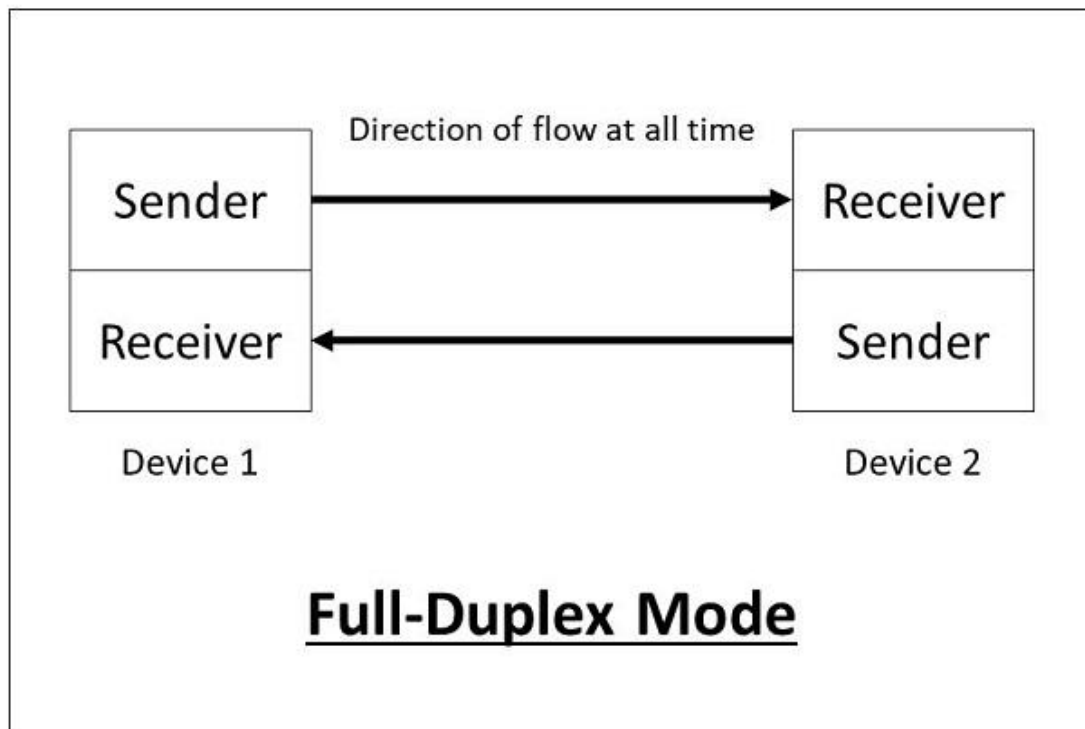 Direction of flow at all time
Sender
Receiver
Receiver
Sender
Device 1
Device 2
Full-Duplex Mode